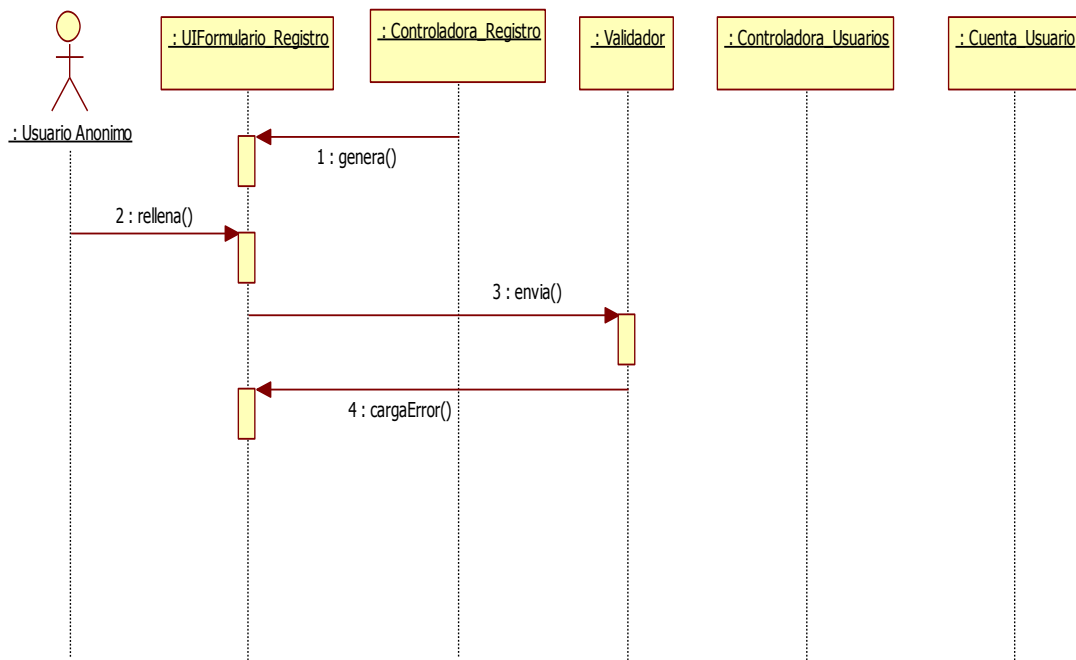 : UIFormulario_Registro
: Controladora_Registro
: Validador
: Controladora_Usuarios
: Cuenta_Usuario
: Usuario Anonimo
1 : genera()
2 : rellena()
3 : envia()
4 : cargaError()